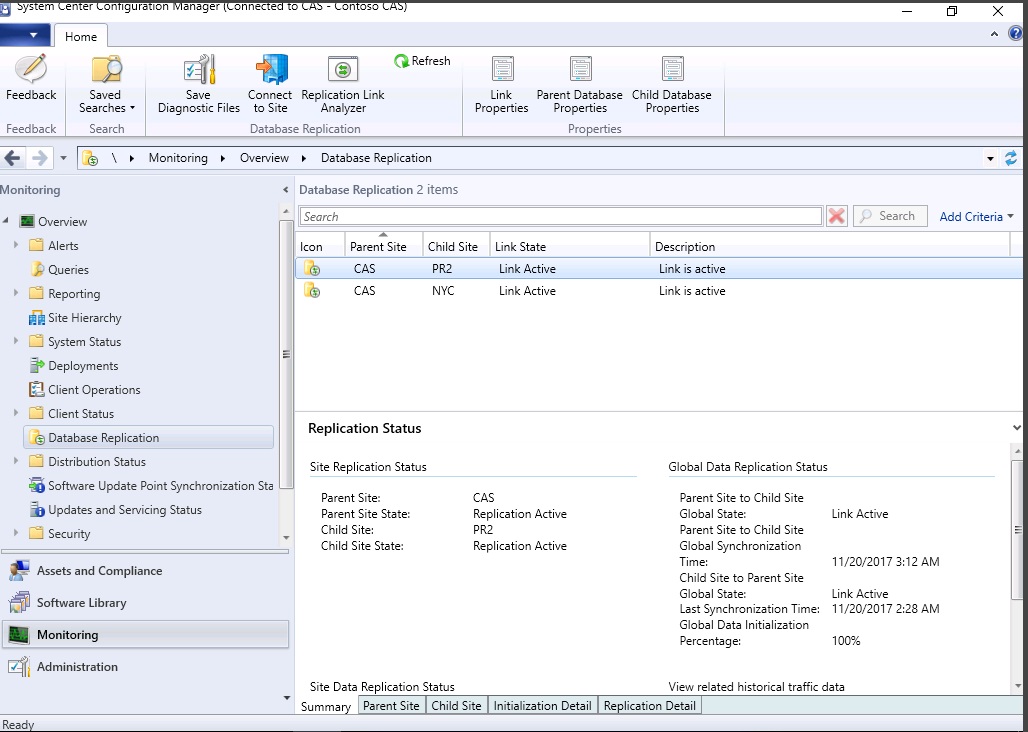 System Center Configuration Manager (Connected to CAS - Contoso CAS)
Home
Feedback
Saved Searches
Save Diagnostic Files
Connect to Site
Replication Link Analyzer
Refresh
Link Properties
Parent Database Properties
Child Database Properties
Feedback
Search
Database Replication
Properties
\ Monitoring Overview Database Replication
Monitoring
Overview
Alerts
Queries
Reporting
Site Hierarchy
System Status
Deployments
Client Operations
Client Status
Database Replication
Distribution Status
Software Update Point Synchronization Sta
Updates and Servicing Status
Security
Assets and Compliance
Software Library
Monitoring
Administration
Database Replication 2 items
Search
Search
Add Criteria
Icon Parent Site Child Site Link State Description
CAS PR2 Link Active Link is active
CAS NYC Link Active Link is active
Replication Status
Site Replication Status
Parent Site: CAS
Parent Site State: Replication Active
Child Site: PR2
Child Site State: Replication Active
Global Data Replication Status
Parent Site to Child Site
Global State: Link Active
Parent Site to Child Site
Global Synchronization
Time: 11/20/2017 3:12 AM
Child Site to Parent Site
Global State: Link Active
Last Synchronization Time: 11/20/2017 2:28 AM
Global Data Initialization
Percentage: 100%
Site Data Replication Status
View related historical traffic data
Summary Parent Site Child Site Initialization Detail Replication Detail
Ready